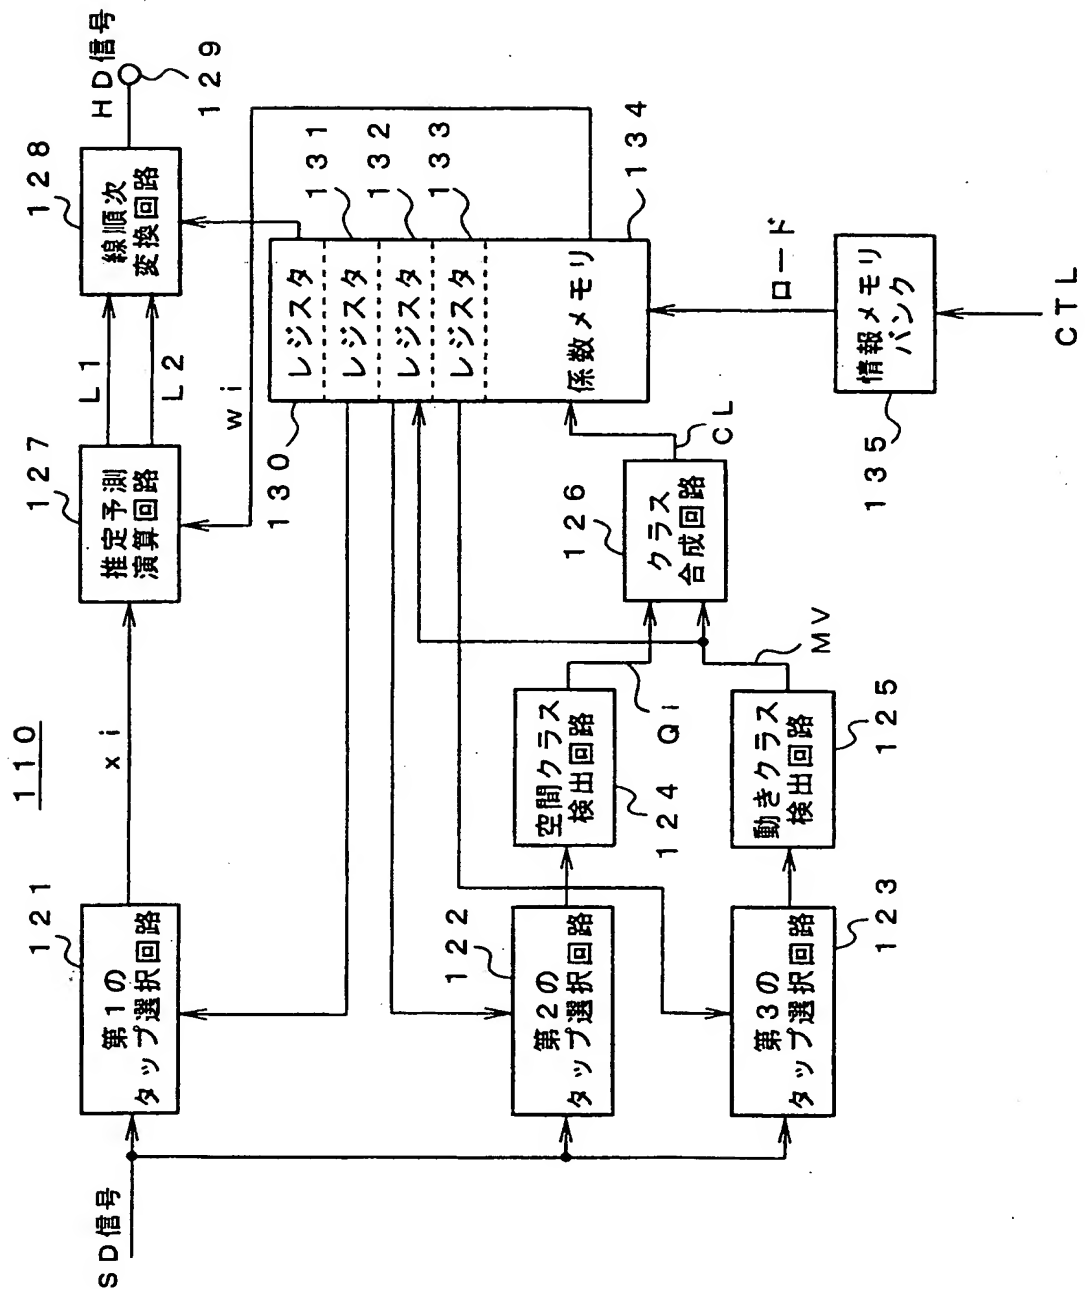 110
SD信号
121
第1の
タップ選択回路
xi
127
推定予測
演算回路
L1
L2
128
線順次
変換回路
HD信号
129
wi
130
レジスタ
131
レジスタ
132
レジスタ
133
レジスタ
係数メモリ
134
122
第2の
タップ選択回路
空間クラス
検出回路
124
Qi
126
クラス
合成回路
CL
ロード
135
情報メモリ
バンク
CTL
第3の
タップ選択回路
123
動きクラス
検出回路
125
MV